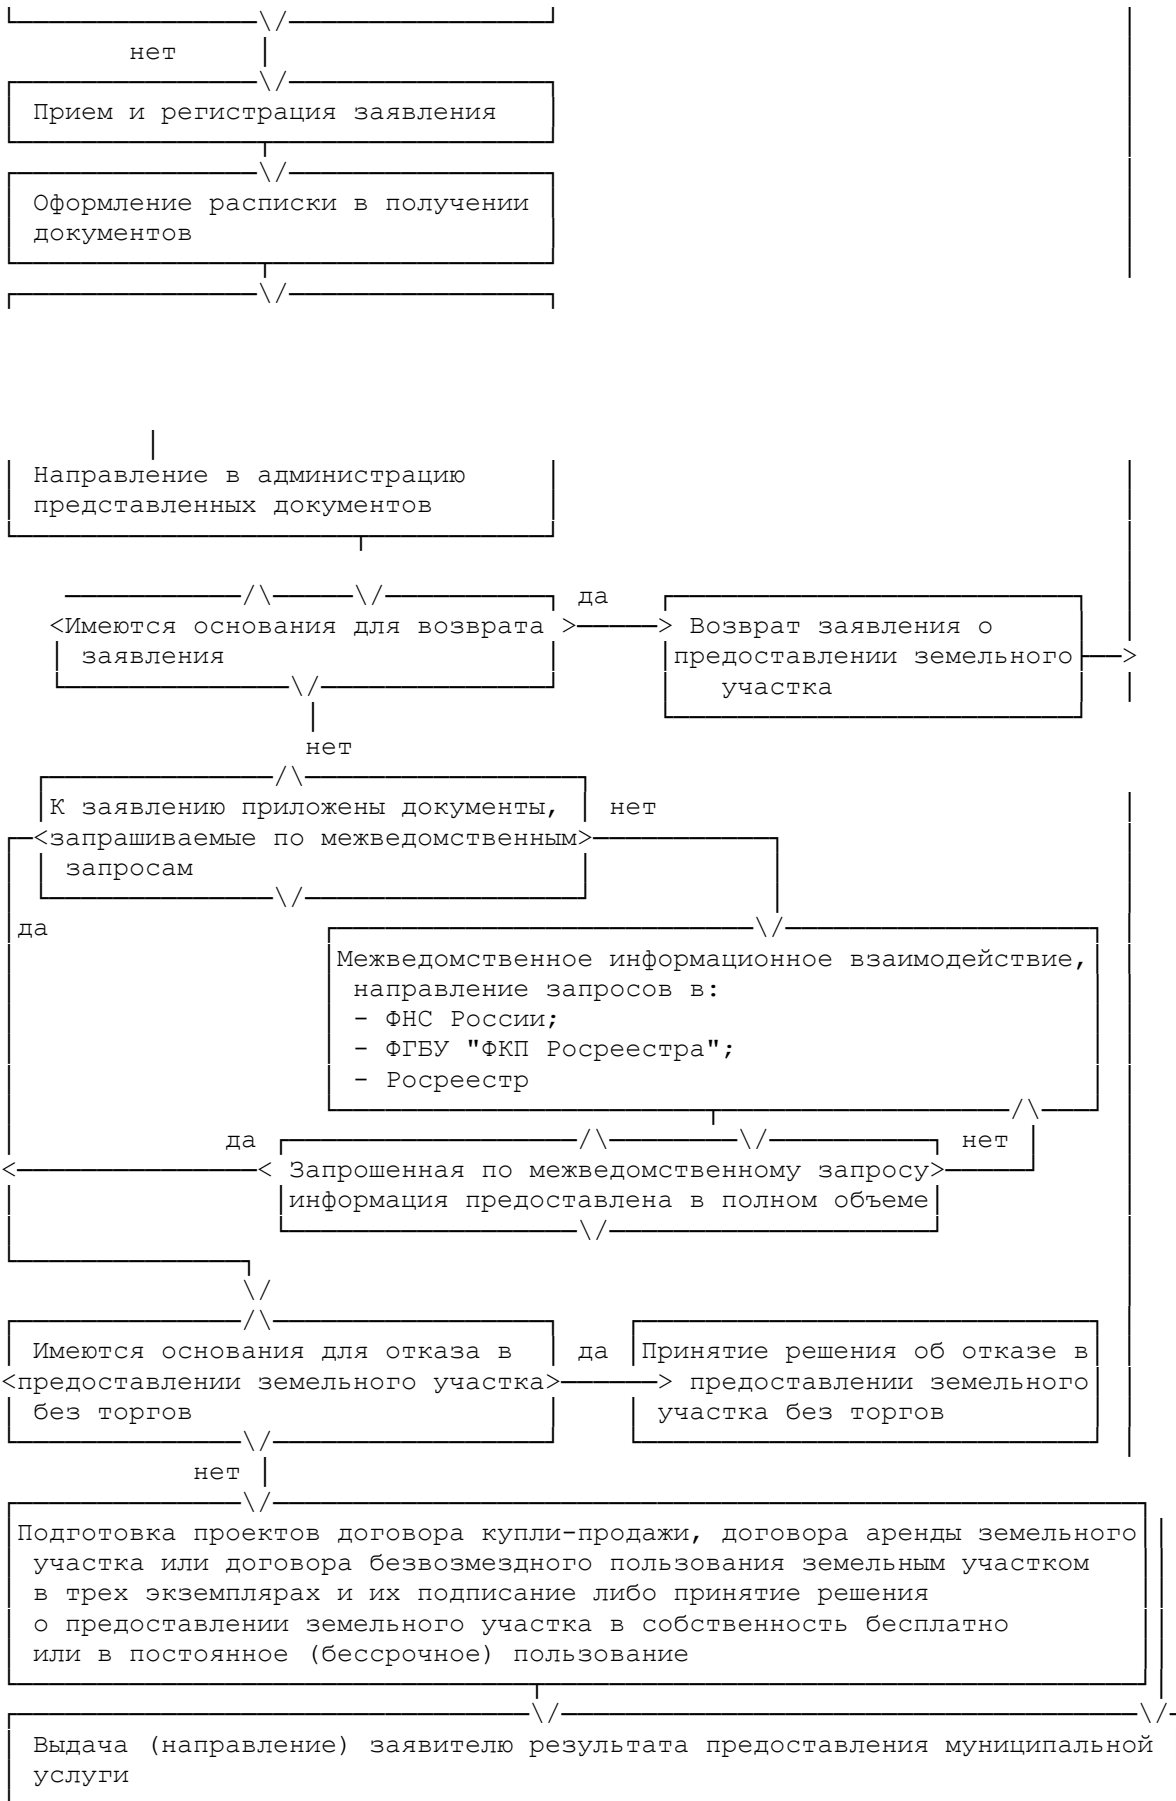 нет
Прием и регистрация заявления
Оформление расписки в получении
документов
Направление в администрацию
представленных документов
да
<Имеются основания для возврата > > Возврат заявления о
заявления предоставлении земельного >
участка
нет
К заявлению приложены документы, нет
<запрашиваемые по межведомственным>
запросам
да
Межведомственное информационное взаимодействие,
направление запросов в:
- ФНС России;
- ФГБУ "ФКП Росреестра";
- Росреестр
да нет
< < Запрошенная по межведомственному запросу>
информация предоставлена в полном объеме
Имеются основания для отказа в да Принятие решения об отказе в
<предоставлении земельного участка> > предоставлении земельного
без торгов участка без торгов
нет
Подготовка проектов договора купли-продажи, договора аренды земельного
участка или договора безвозмездного пользования земельным участком
в трех экземплярах и их подписание либо принятие решения
о предоставлении земельного участка в собственность бесплатно
или в постоянное (бессрочное) пользование
Выдача (направление) заявителю результата предоставления муниципальной
услуги